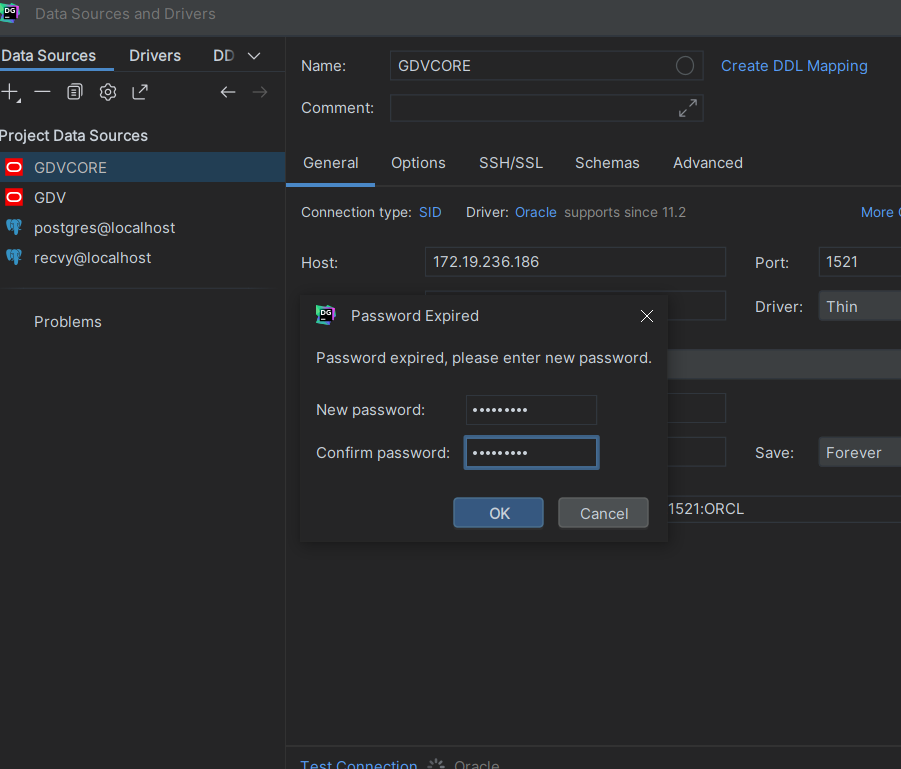 DG Data Sources and Drivers
Data Sources Drivers DD
Name: GDVCORE Create DDL Mapping
Comment:
Project Data Sources
GDVCORE
GDV
postgres@localhost
recvy@localhost
Problems
General Options SSH/SSL Schemas Advanced
Connection type: SID Driver: Oracle supports since 11.2 More
Host: 172.19.236.186 Port: 1521
Driver: Thin
DG Password Expired
Password expired, please enter new password.
New password: •••••••••
Confirm password: •••••••••
Save: Forever
OK Cancel
1521:ORCL
Test Connection Oracle